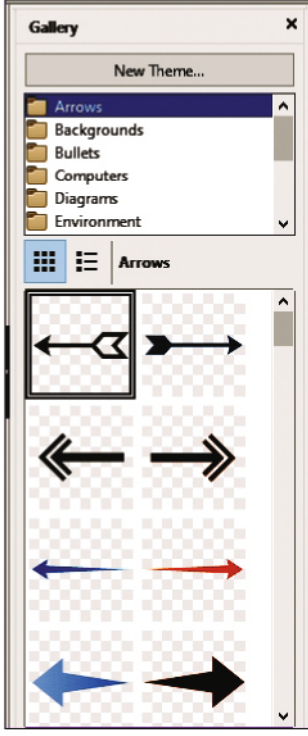 Gallery
New Theme...
Arrows
Backgrounds
Bullets
Computers
Diagrams
Environment
Arrows